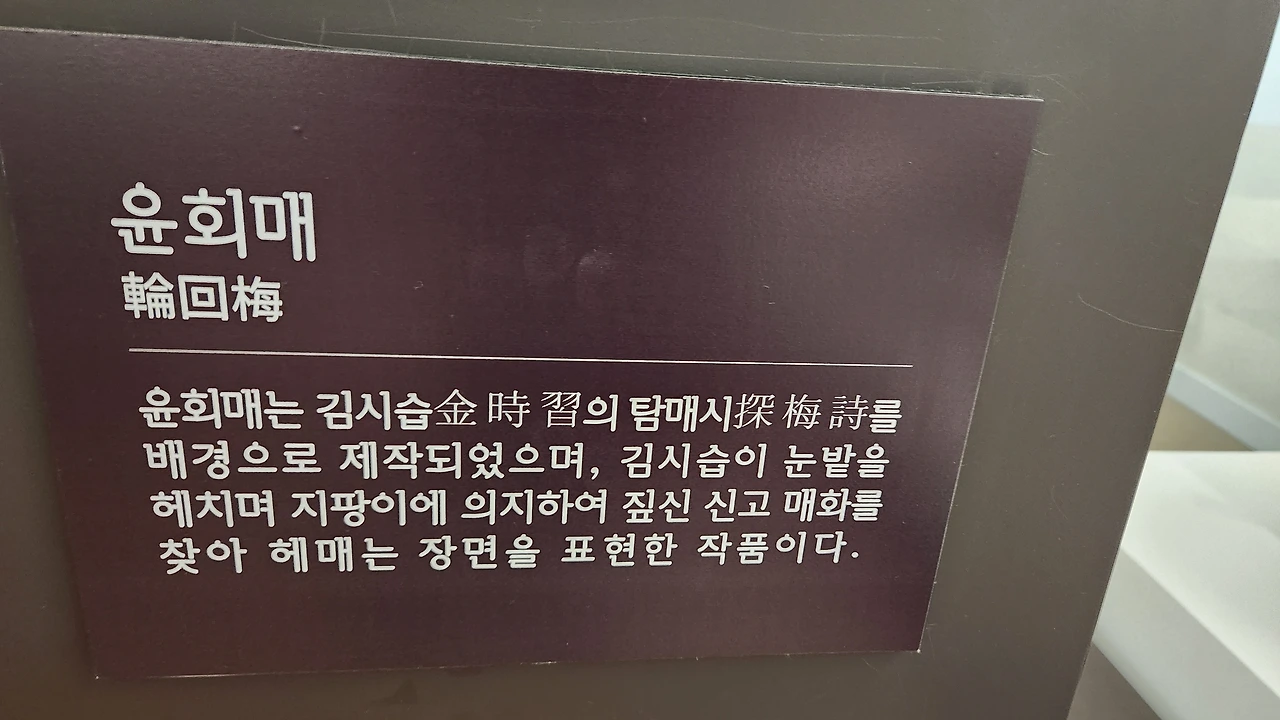 윤회매
輪回梅
윤회매는 김시습金時習의 탐매시探梅詩를
배경으로 제작되었으며, 김시습이 눈밭을
헤치며 지팡이에 의지하여 짚신 신고 매화를
찾아 헤매는 장면을 표현한 작품이다.